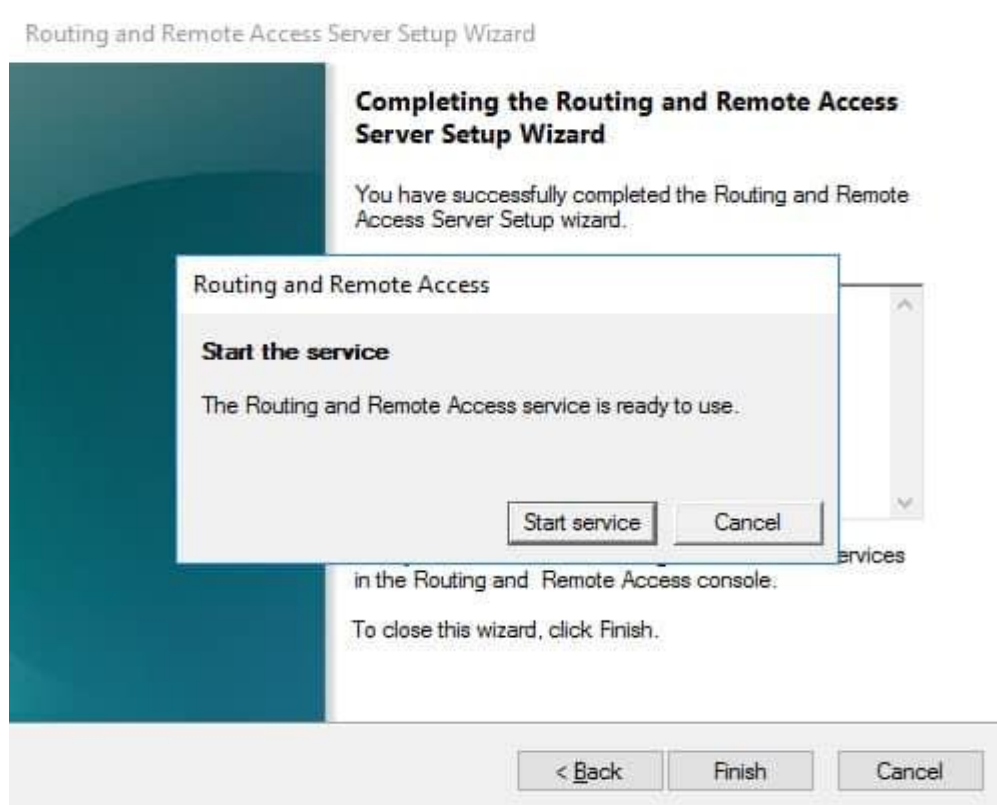 Routing and Remote Access Server Setup Wizard
Completing the Routing and Remote Access
Server Setup Wizard
You have successfully completed the Routing and Remote
Access Server Setup wizard.
Routing and Remote Access
Start the service
The Routing and Remote Access service is ready to use.
Start service
Cancel
ervices
in the Routing and Remote Access console.
To close this wizard, click Finish.
< Back
Finish
Cancel